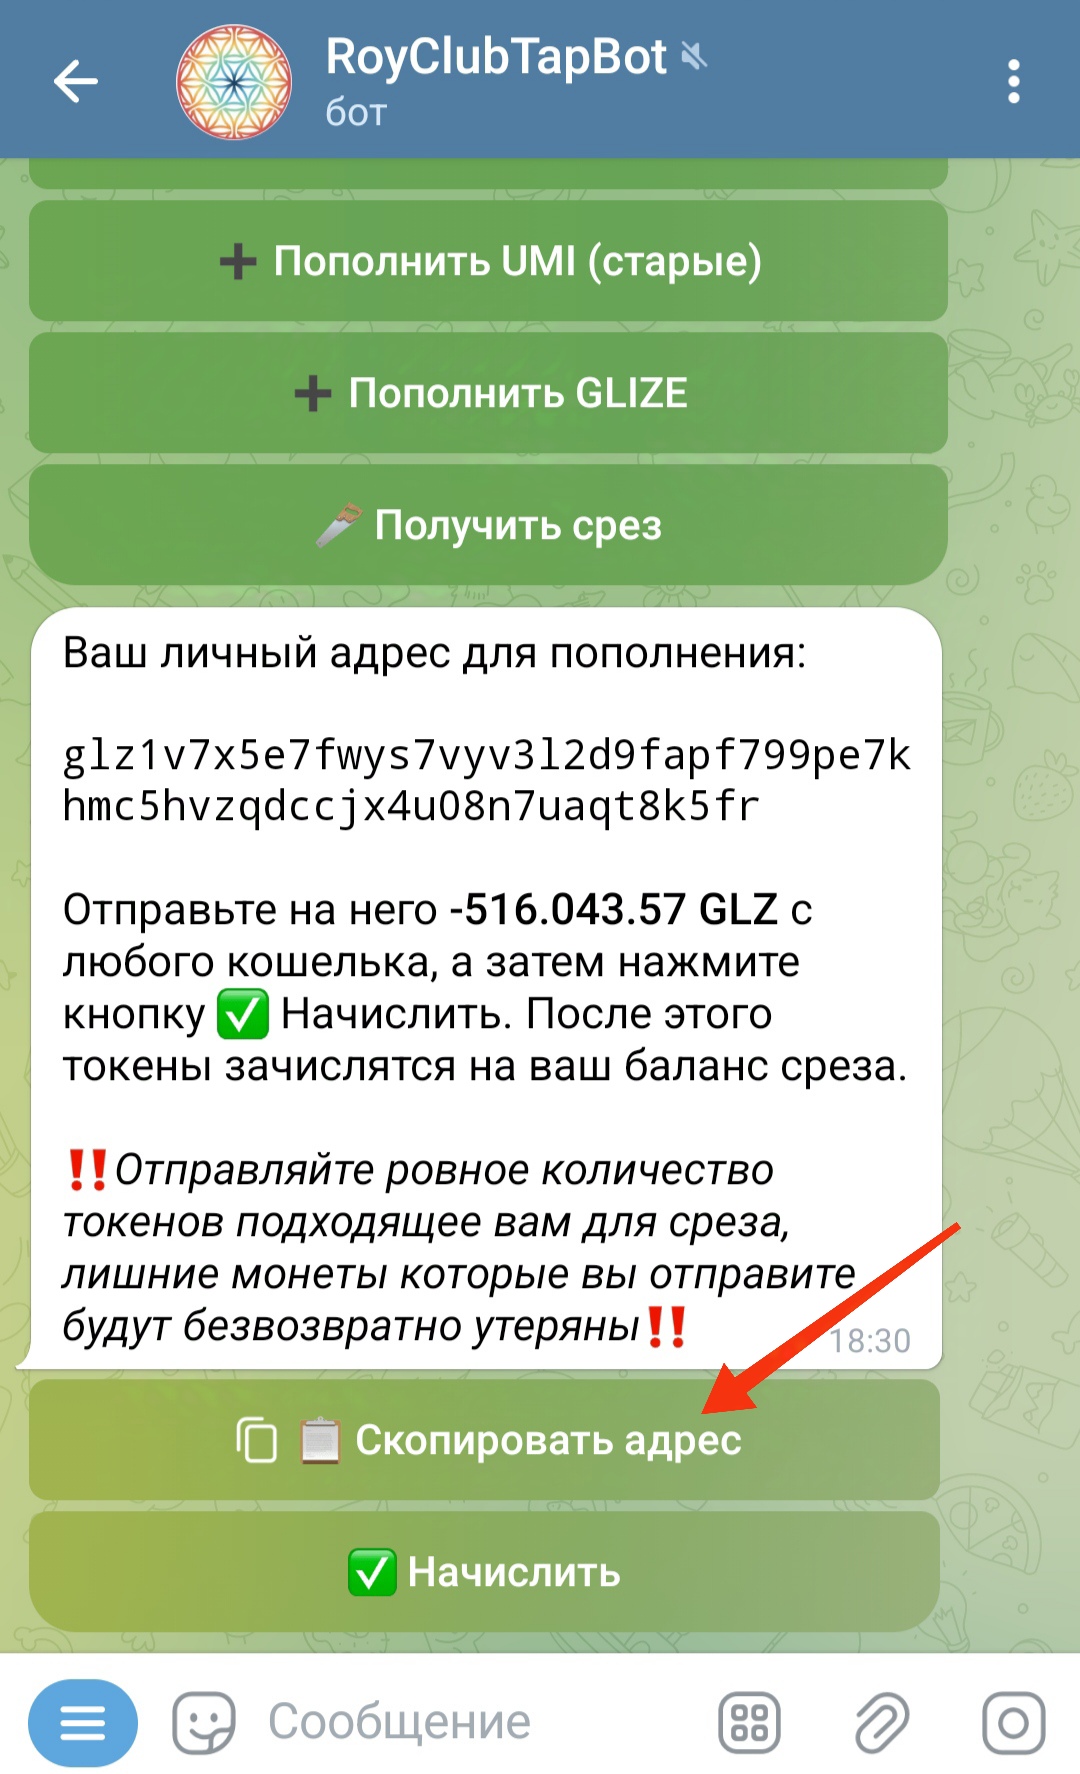 RoyClubTapBot
бот
➕ Пополнить UMI (старые)
➕ Пополнить GLIZE
🪚 Получить срез
Ваш личный адрес для пополнения:
glz1v7x5e7fwys7vyv3l2d9fapf799pe7k
hmc5hvzqdccjx4u08n7uaqt8k5fr
Отправьте на него -516.043.57 GLZ с
любого кошелька, а затем нажмите
кнопку ✅ Начислить. После этого
токены зачислятся на ваш баланс среза.
‼️Отправляйте ровное количество
токенов подходящее вам для среза,
лишние монеты которые вы отправите
будут безвозвратно утеряны‼️
18:30
📋 Скопировать адрес
✅ Начислить
Сообщение